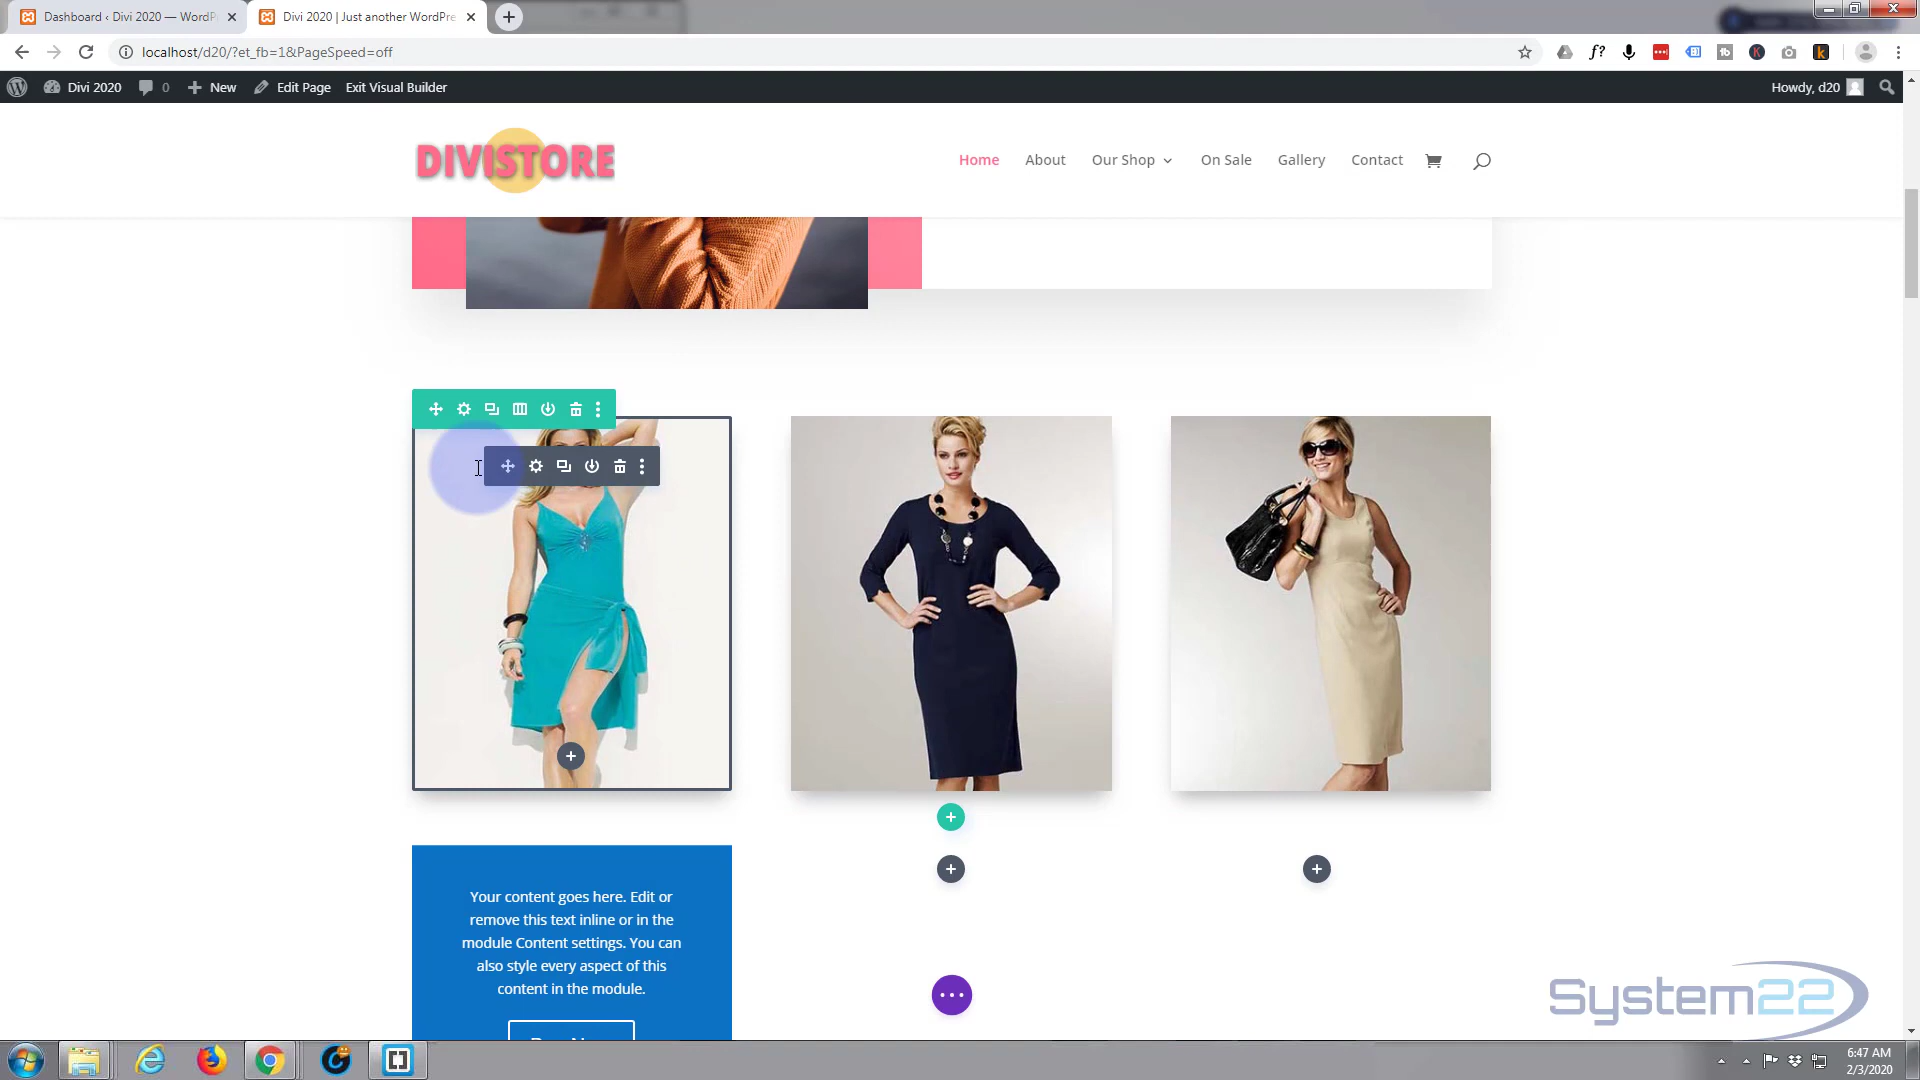 Dashboard ‹ Divi 2020 — WordP
Divi 2020 | Just another WordPre
localhost/d20/?et_fb=1&PageSpeed=off
Divi 2020
0
New
Edit Page
Exit Visual Builder
Howdy, d20
DIVISTORE
Home
About
Our Shop
On Sale
Gallery
Contact
Your content goes here. Edit or
remove this text inline or in the
module Content settings. You can
also style every aspect of this
content in the module.
System22
6:47 AM
2/3/2020